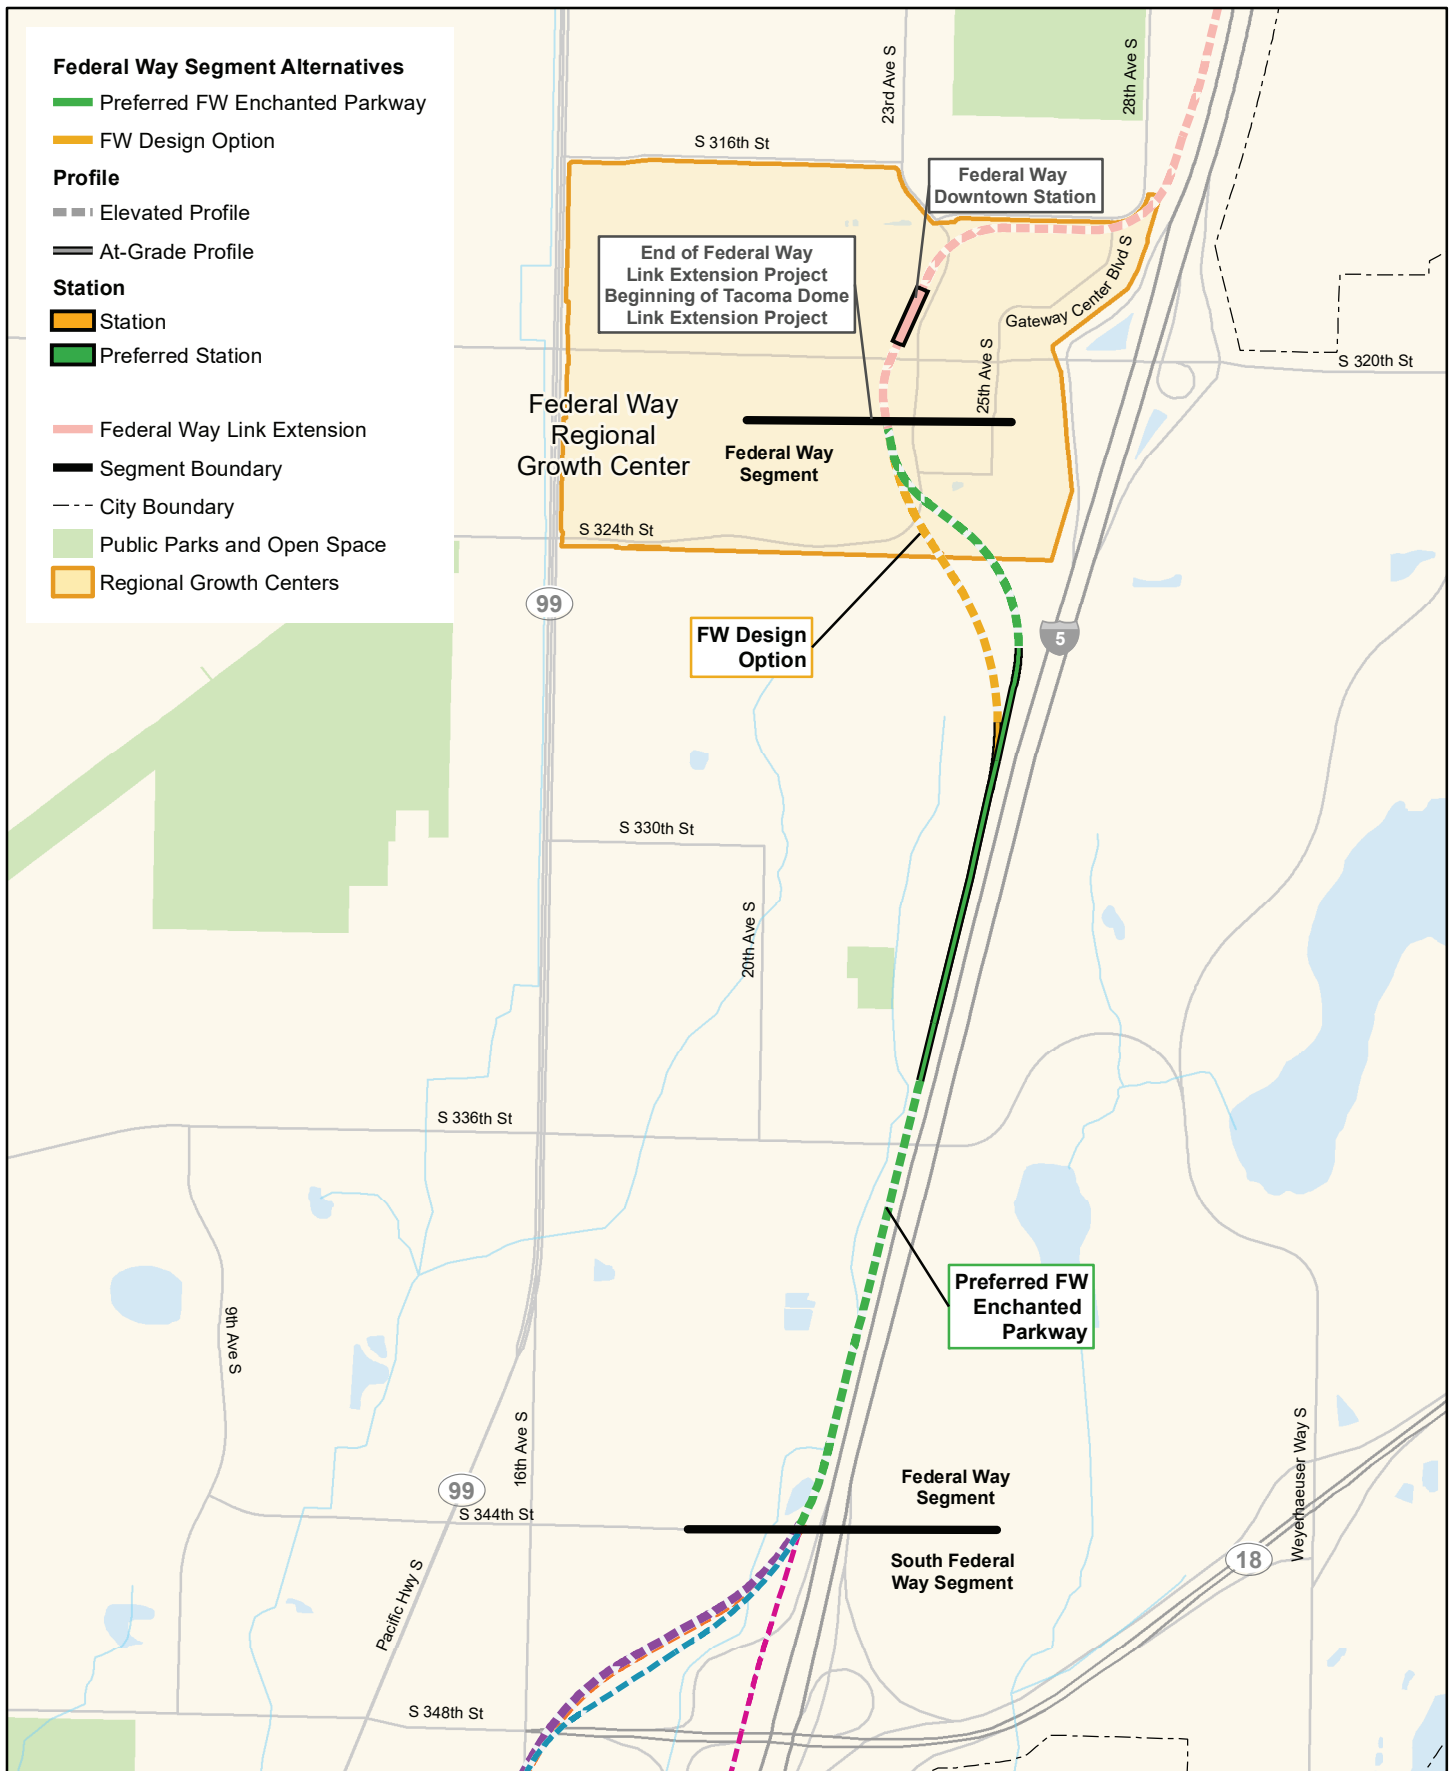 Federal Way Segment Alternatives
Preferred FW Enchanted Parkway
FW Design Option
Profile
Elevated Profile
At-Grade Profile
Station
Station
Preferred Station
Federal Way Link Extension
Segment Boundary
City Boundary
Public Parks and Open Space
Regional Growth Centers
23rd Ave S
28th Ave S
S 316th St
Federal Way
Downtown Station
End of Federal Way
Link Extension Project
Beginning of Tacoma Dome
Link Extension Project
Gateway Center Blvd S
25th Ave S
S 320th St
Federal Way
Regional
Growth Center
Federal Way
Segment
S 324th St
99
FW Design
Option
5
S 330th St
20th Ave S
S 336th St
Preferred FW
Enchanted
Parkway
9th Ave S
16th Ave S
Weyerhaeuser Way S
99
S 344th St
Federal Way
Segment
South Federal
Way Segment
18
Pacific Hwy S
S 348th St